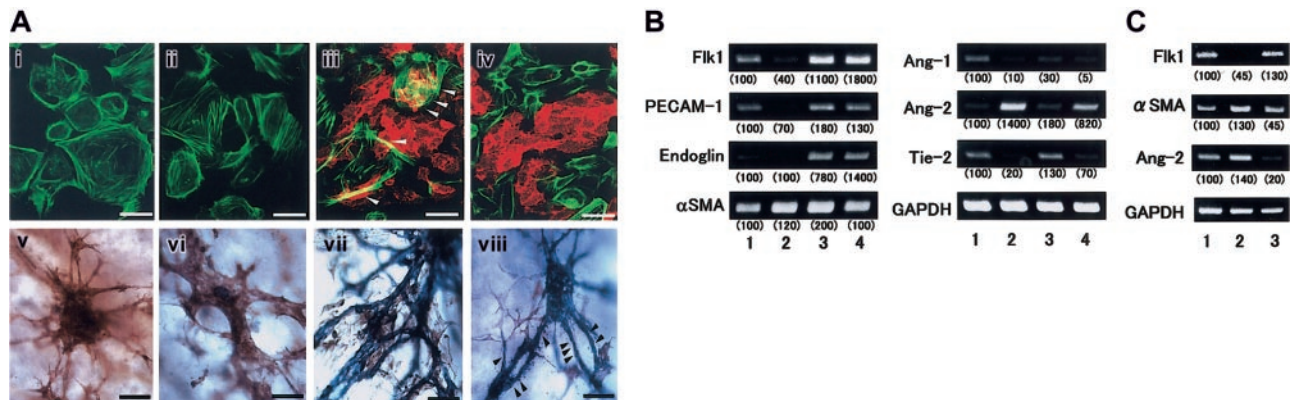 A
i
ii
iii
iv
v
vi
vii
viii
B
Flk1
(100) (40) (1100) (1800)
PECAM-1
(100) (70) (180) (130)
Endoglin
(100) (100) (780) (1400)
αSMA
(100) (120) (200) (100)
1 2 3 4
Ang-1
(100) (10) (30) (5)
Ang-2
(100) (1400) (180) (820)
Tie-2
(100) (20) (130) (70)
GAPDH
1 2 3 4
C
Flk1
(100) (45) (130)
αSMA
(100) (130) (45)
Ang-2
(100) (140) (20)
GAPDH
1 2 3